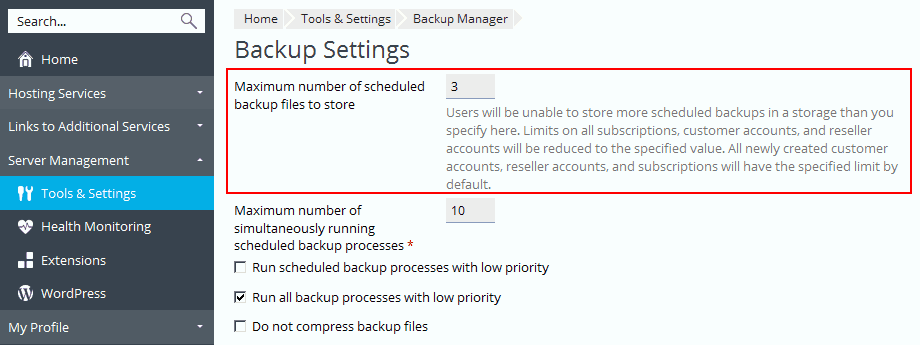 Search...
Home
Hosting Services
Links to Additional Services
Server Management
Tools & Settings
Health Monitoring
Extensions
WordPress
My Profile
Home Tools & Settings Backup Manager
Backup Settings
Maximum number of scheduled
backup files to store
3
Users will be unable to store more scheduled backups in a storage than you
specify here. Limits on all subscriptions, customer accounts, and reseller
accounts will be reduced to the specified value. All newly created customer
accounts, reseller accounts, and subscriptions will have the specified limit by
default.
Maximum number of
simultaneously running
scheduled backup processes *
10
Run scheduled backup processes with low priority
Run all backup processes with low priority
Do not compress backup files